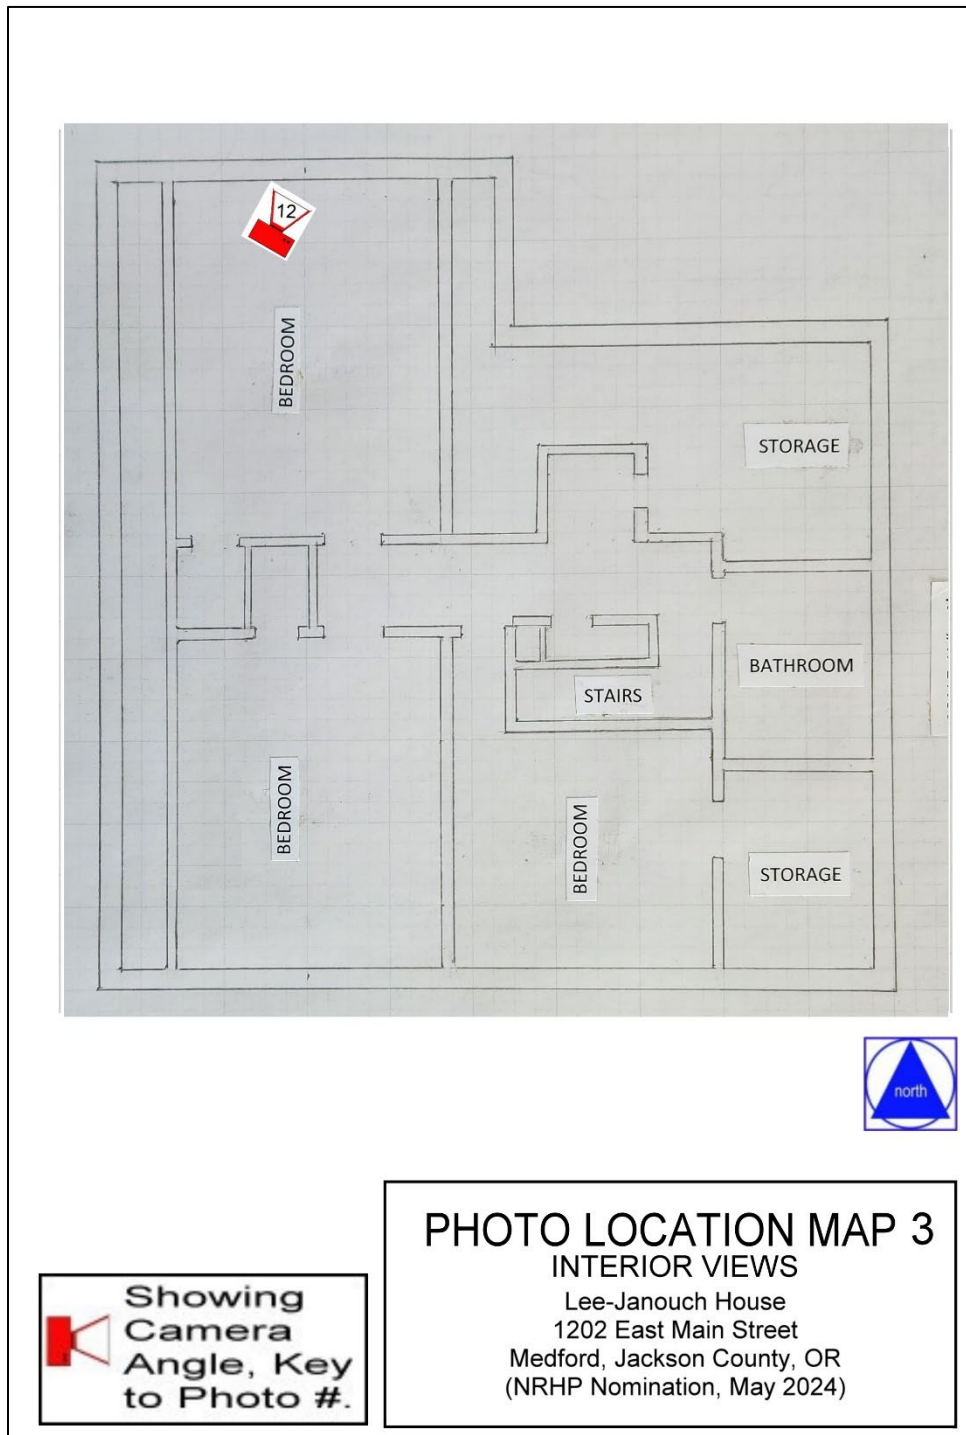 12
BEDROOM
STORAGE
BATHROOM
STAIRS
BEDROOM
BEDROOM
STORAGE
north
PHOTO LOCATION MAP 3
INTERIOR VIEWS
Lee-Janouch House
1202 East Main Street
Medford, Jackson County, OR
(NRHP Nomination, May 2024)
Showing
Camera
Angle, Key
to Photo #.